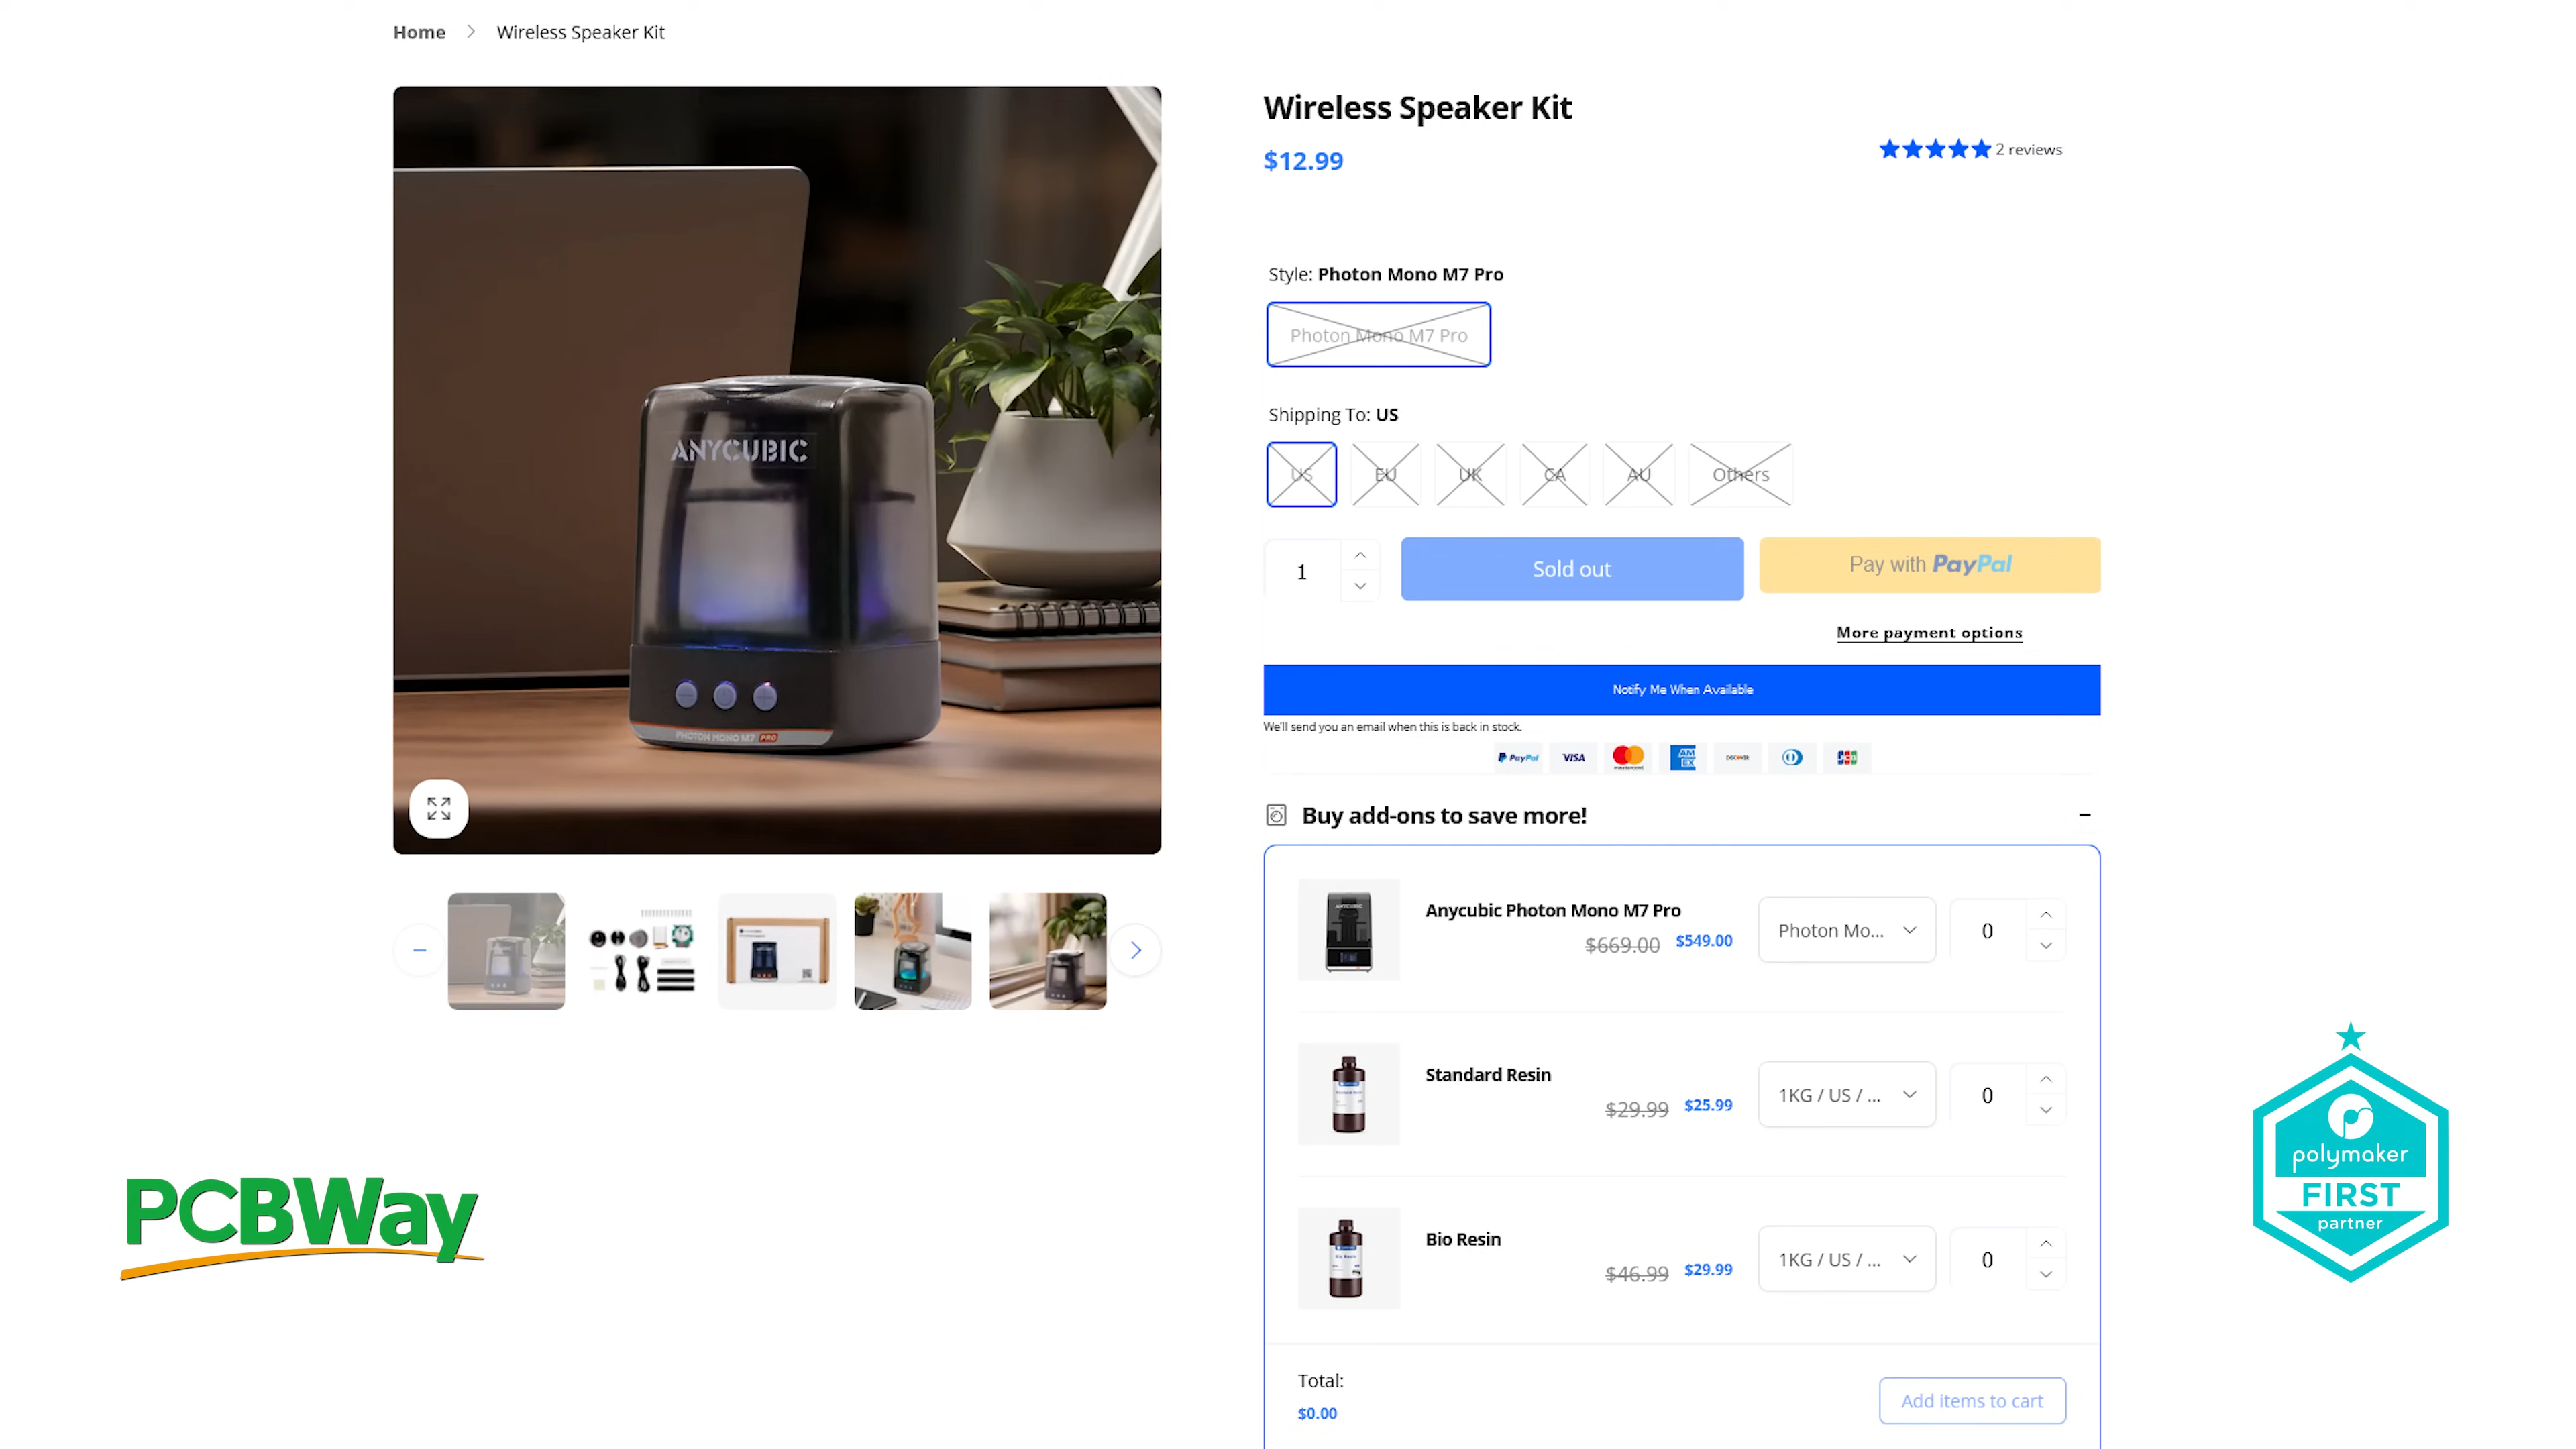 Home > Wireless Speaker Kit
ANYCUBIC
PHOTON MONO M7 PRO
Wireless Speaker Kit
$12.99
2 reviews
Style: Photon Mono M7 Pro
Photon Mono M7 Pro
Shipping To: US
US EU UK CA AU Others
1
Sold out
Pay with PayPal
More payment options
Notify Me When Available
We'll send you an email when this is back in stock.
PayPal VISA mastercard AM EX DISCOVER JCB
Buy add-ons to save more!
Anycubic Photon Mono M7 Pro
$669.00 $549.00
Photon Mo...
0
Standard Resin
$29.99 $25.99
1KG / US / ...
0
Bio Resin
$46.99 $29.99
1KG / US / ...
0
Total:
$0.00
Add items to cart
PCBWay
polymaker
FIRST
partner